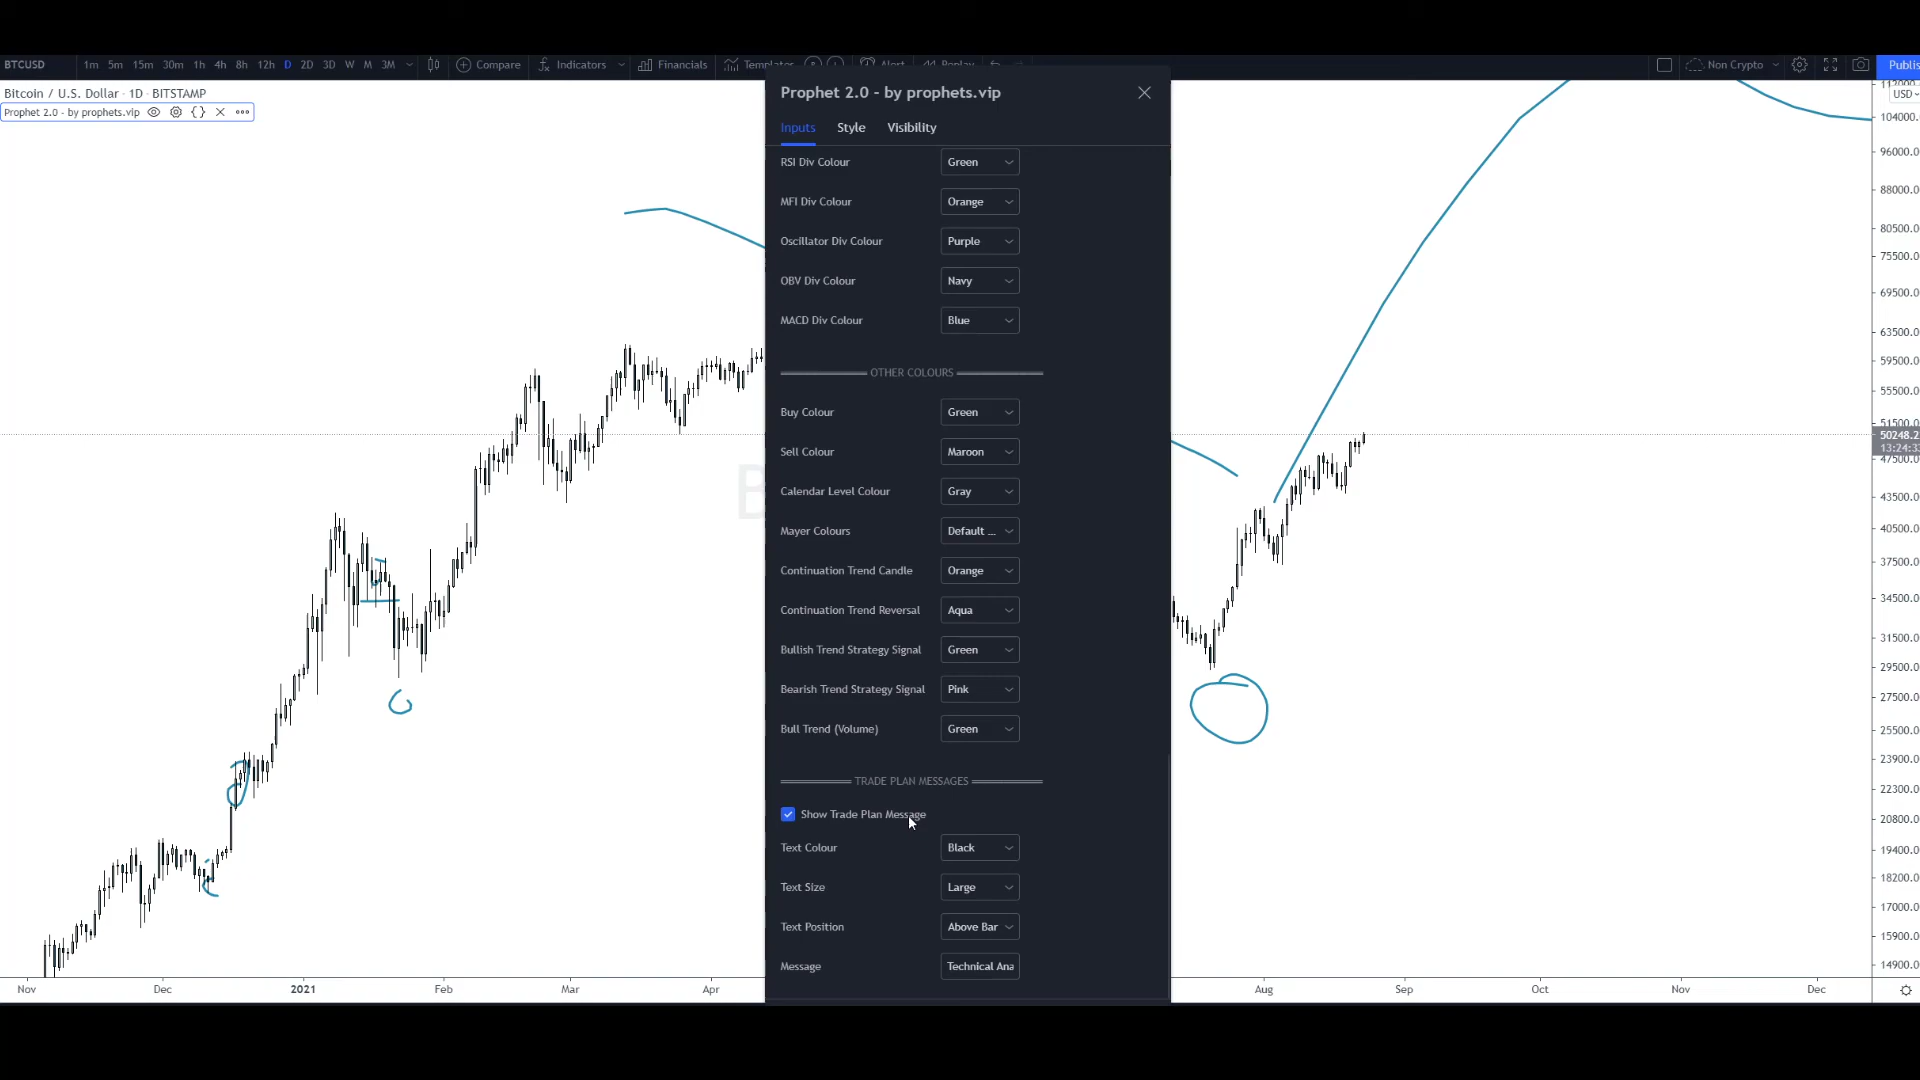 BTCUSD 1m 5m 15m 30m 1h 4h 8h 12h D 2D 3D W M 3M Compare Indicators Financials Templates Alert Replay Non Crypto Publis
Bitcoin / U.S. Dollar · 1D · BITSTAMP
Prophet 2.0 - by prophets.vip
Prophet 2.0 - by prophets.vip
Inputs Style Visibility
RSI Div Colour Green
MFI Div Colour Orange
Oscillator Div Colour Purple
OBV Div Colour Navy
MACD Div Colour Blue
OTHER COLOURS
Buy Colour Green
Sell Colour Maroon
Calendar Level Colour Gray
Mayer Colours Default ...
Continuation Trend Candle Orange
Continuation Trend Reversal Aqua
Bullish Trend Strategy Signal Green
Bearish Trend Strategy Signal Pink
Bull Trend (Volume) Green
TRADE PLAN MESSAGES
Show Trade Plan Message
Text Colour Black
Text Size Large
Text Position Above Bar
Message Technical Ana
USD
104000.0
96000.0
88000.0
80500.0
75500.0
69500.0
63500.0
59500.0
55500.0
51500.0
50248.2
13:24:3
47500.0
43500.0
40500.0
37500.0
34500.0
31500.0
29500.0
27500.0
25500.0
23900.0
22300.0
20800.0
19400.0
18200.0
17000.0
15900.0
14900.0
Nov Dec 2021 Feb Mar Apr Aug Sep Oct Nov Dec